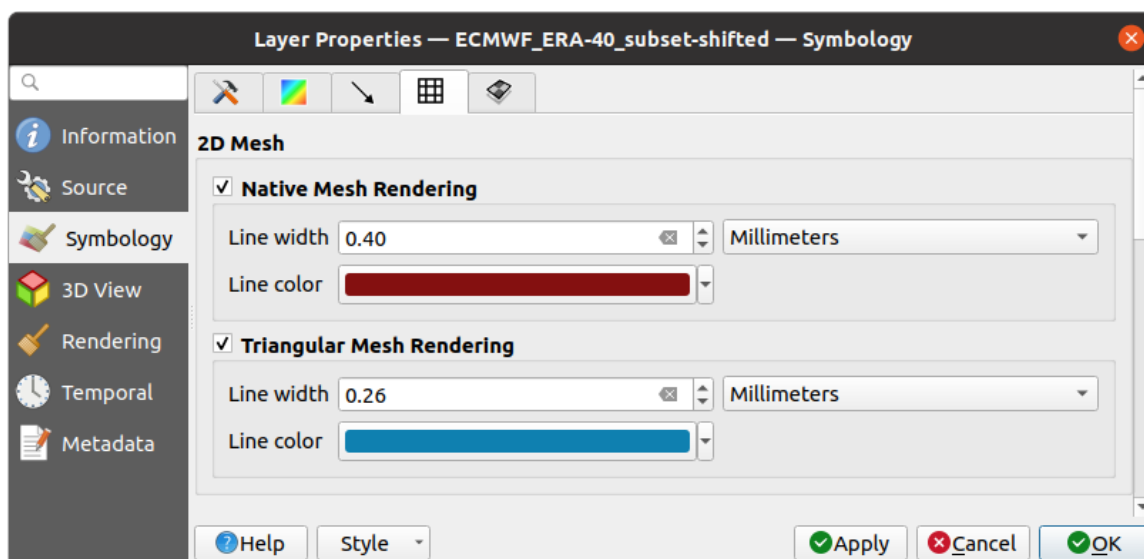 Layer Properties — ECMWF_ERA-40_subset-shifted — Symbology
Information
Source
Symbology
3D View
Rendering
Temporal
Metadata
2D Mesh
Native Mesh Rendering
Line width 0.40 Millimeters
Line color
Triangular Mesh Rendering
Line width 0.26 Millimeters
Line color
Help Style Apply Cancel OK